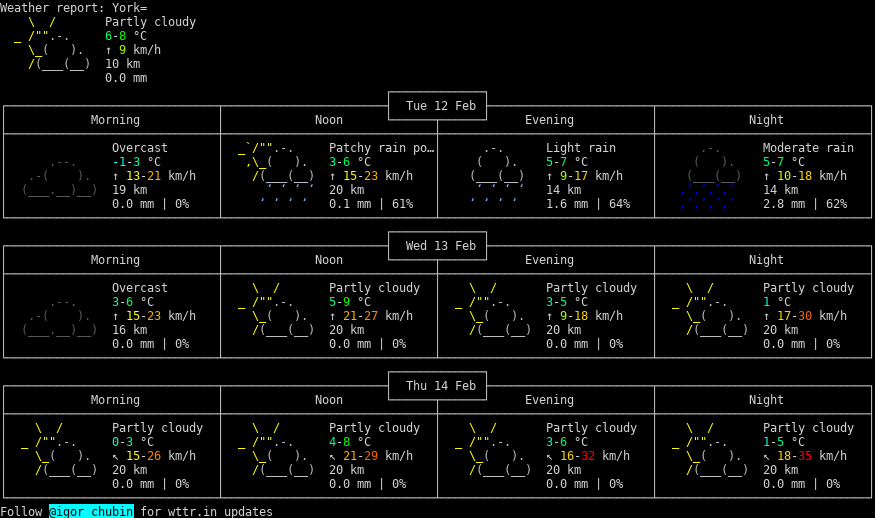 Weather report: York=
Partly cloudy
6-8 °C
↑ 9 km/h
10 km
0.0 mm
Tue 12 Feb
Morning Noon Evening Night
Overcast Patchy rain po… Light rain Moderate rain
-1-3 °C 3-6 °C 5-7 °C 5-7 °C
↑ 13-21 km/h ↑ 15-23 km/h ↑ 9-17 km/h ↑ 10-18 km/h
19 km 20 km 14 km 14 km
0.0 mm | 0% 0.1 mm | 61% 1.6 mm | 64% 2.8 mm | 62%
Wed 13 Feb
Morning Noon Evening Night
Overcast Partly cloudy Partly cloudy Partly cloudy
3-6 °C 5-9 °C 3-5 °C 1 °C
↑ 15-23 km/h ↑ 21-27 km/h ↑ 9-18 km/h ↑ 17-30 km/h
16 km 20 km 20 km 20 km
0.0 mm | 0% 0.0 mm | 0% 0.0 mm | 0% 0.0 mm | 0%
Thu 14 Feb
Morning Noon Evening Night
Partly cloudy Partly cloudy Partly cloudy Partly cloudy
0-3 °C 4-8 °C 3-6 °C 1-5 °C
↖ 15-26 km/h ↖ 21-29 km/h ↖ 16-32 km/h ↖ 18-35 km/h
20 km 20 km 20 km 20 km
0.0 mm | 0% 0.0 mm | 0% 0.0 mm | 0% 0.0 mm | 0%
Follow @igor_chubin for wttr.in updates